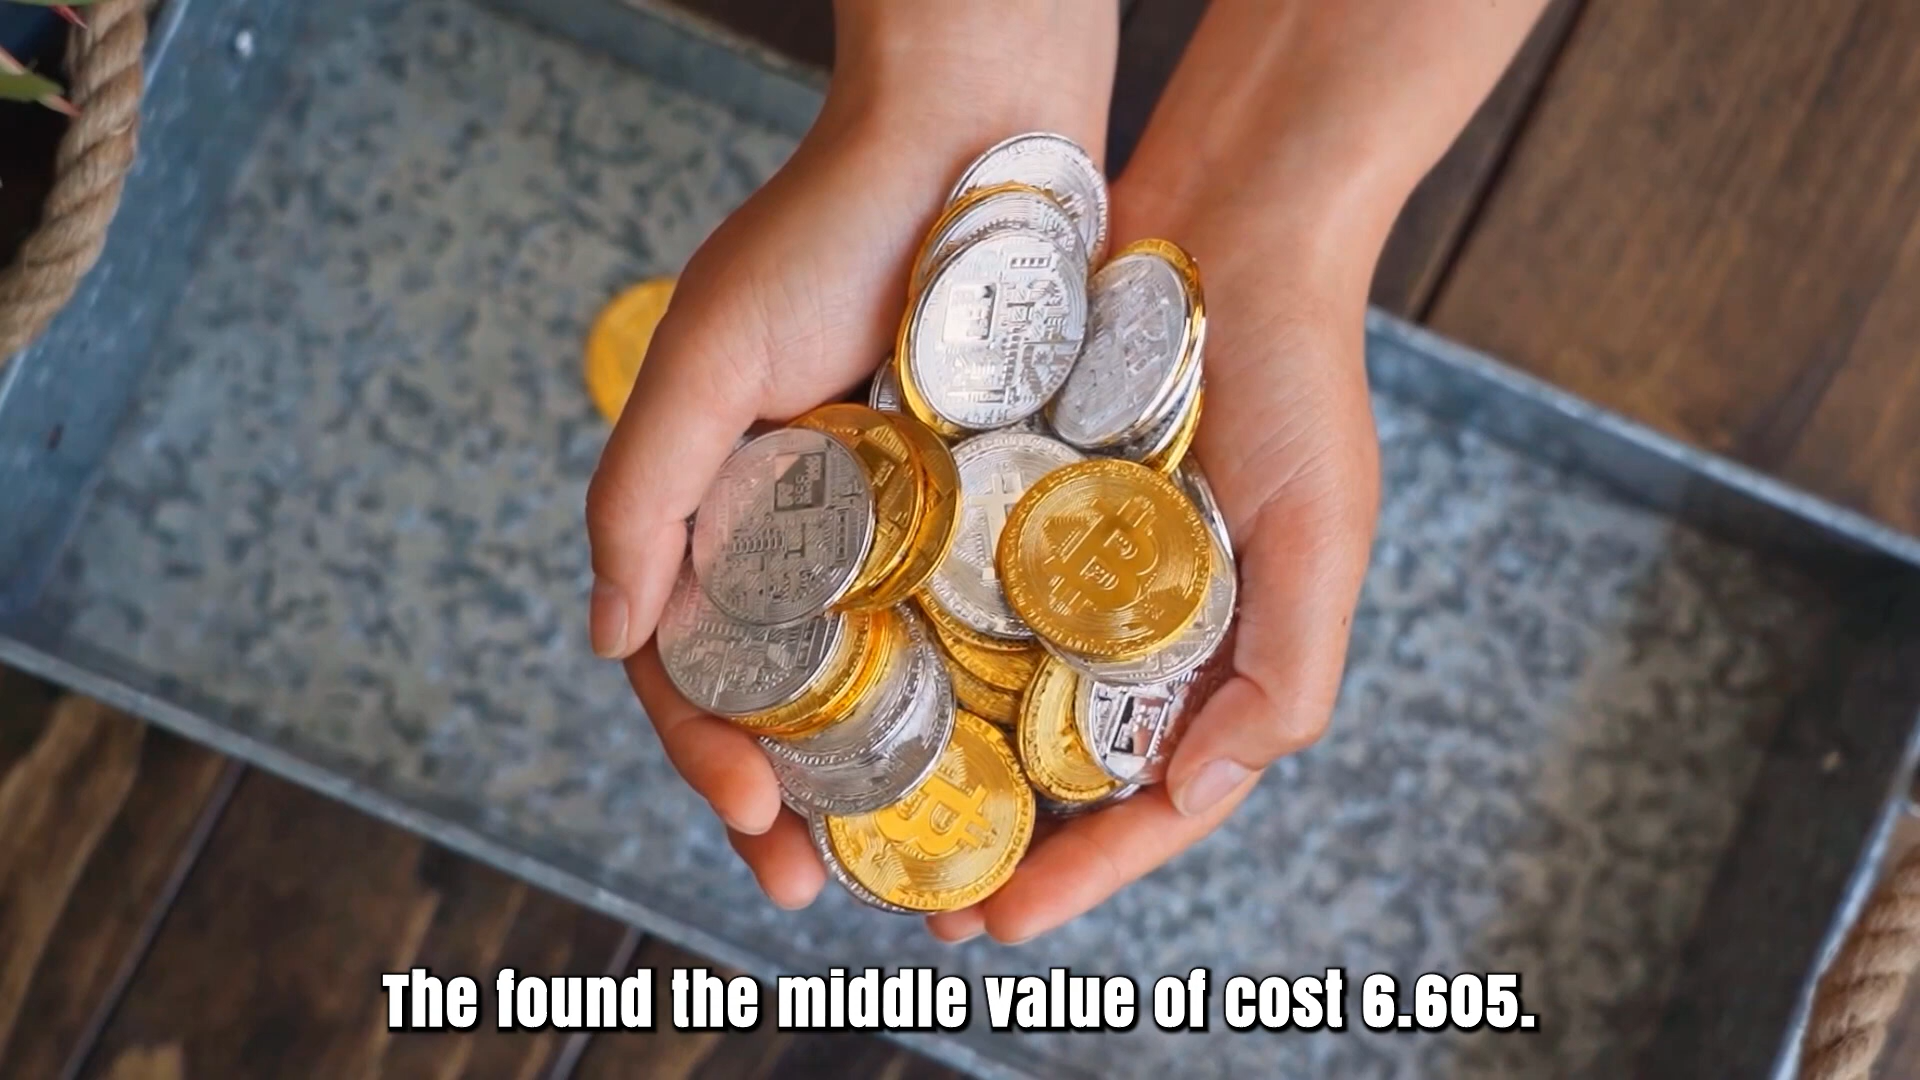 The found the middle value of cost 6.605.